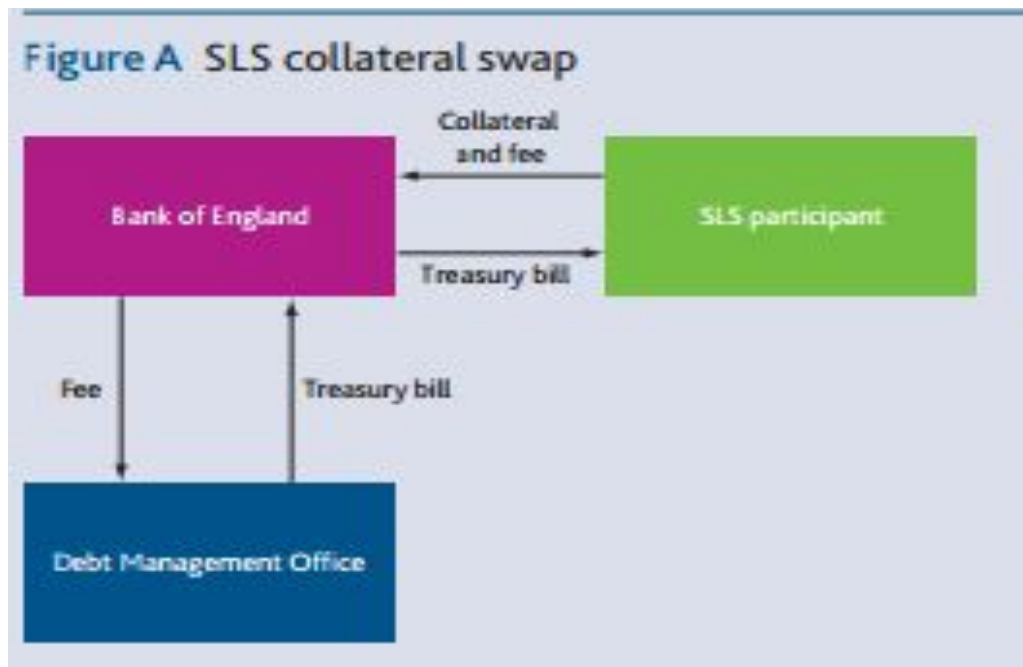 Figure A SLS collateral swap
Collateral
and fee
Bank of England
SLS participant
Treasury bill
Fee
Treasury bill
Debt Management Office